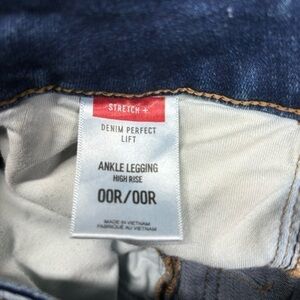 STRETCH +
DENIM PERFECT
LIFT
ANKLE LEGGING
HIGH RISE
00R/00R
MADE IN VIETNAM
FABRIQUÉ AU VIETNAM